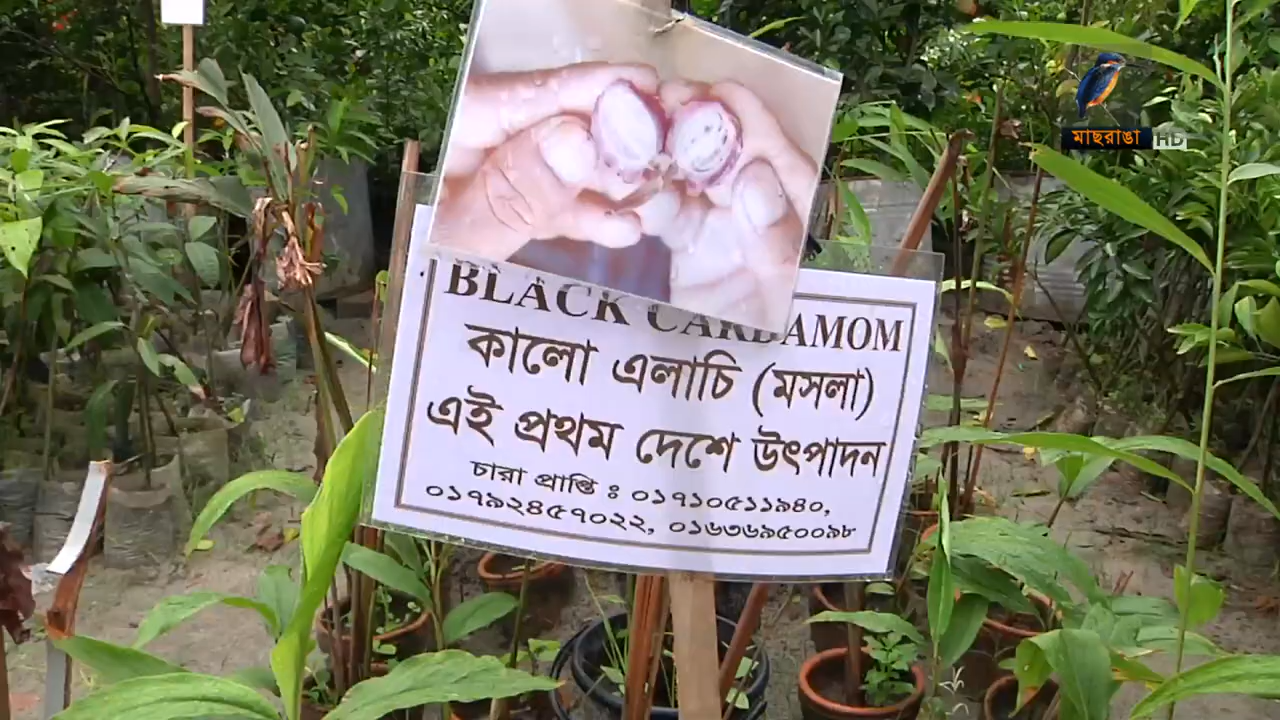 মাছরাঙা HD
BLACK CARDAMOM
কালো এলাচি (মসলা)
এই প্রথম দেশে উৎপাদন
চারা প্রাপ্তি : ০১৭১০৫১১৯৪০,
০১৭৯২৪৫৭০২২, ০১৬৩৬৯৫০০৯৮